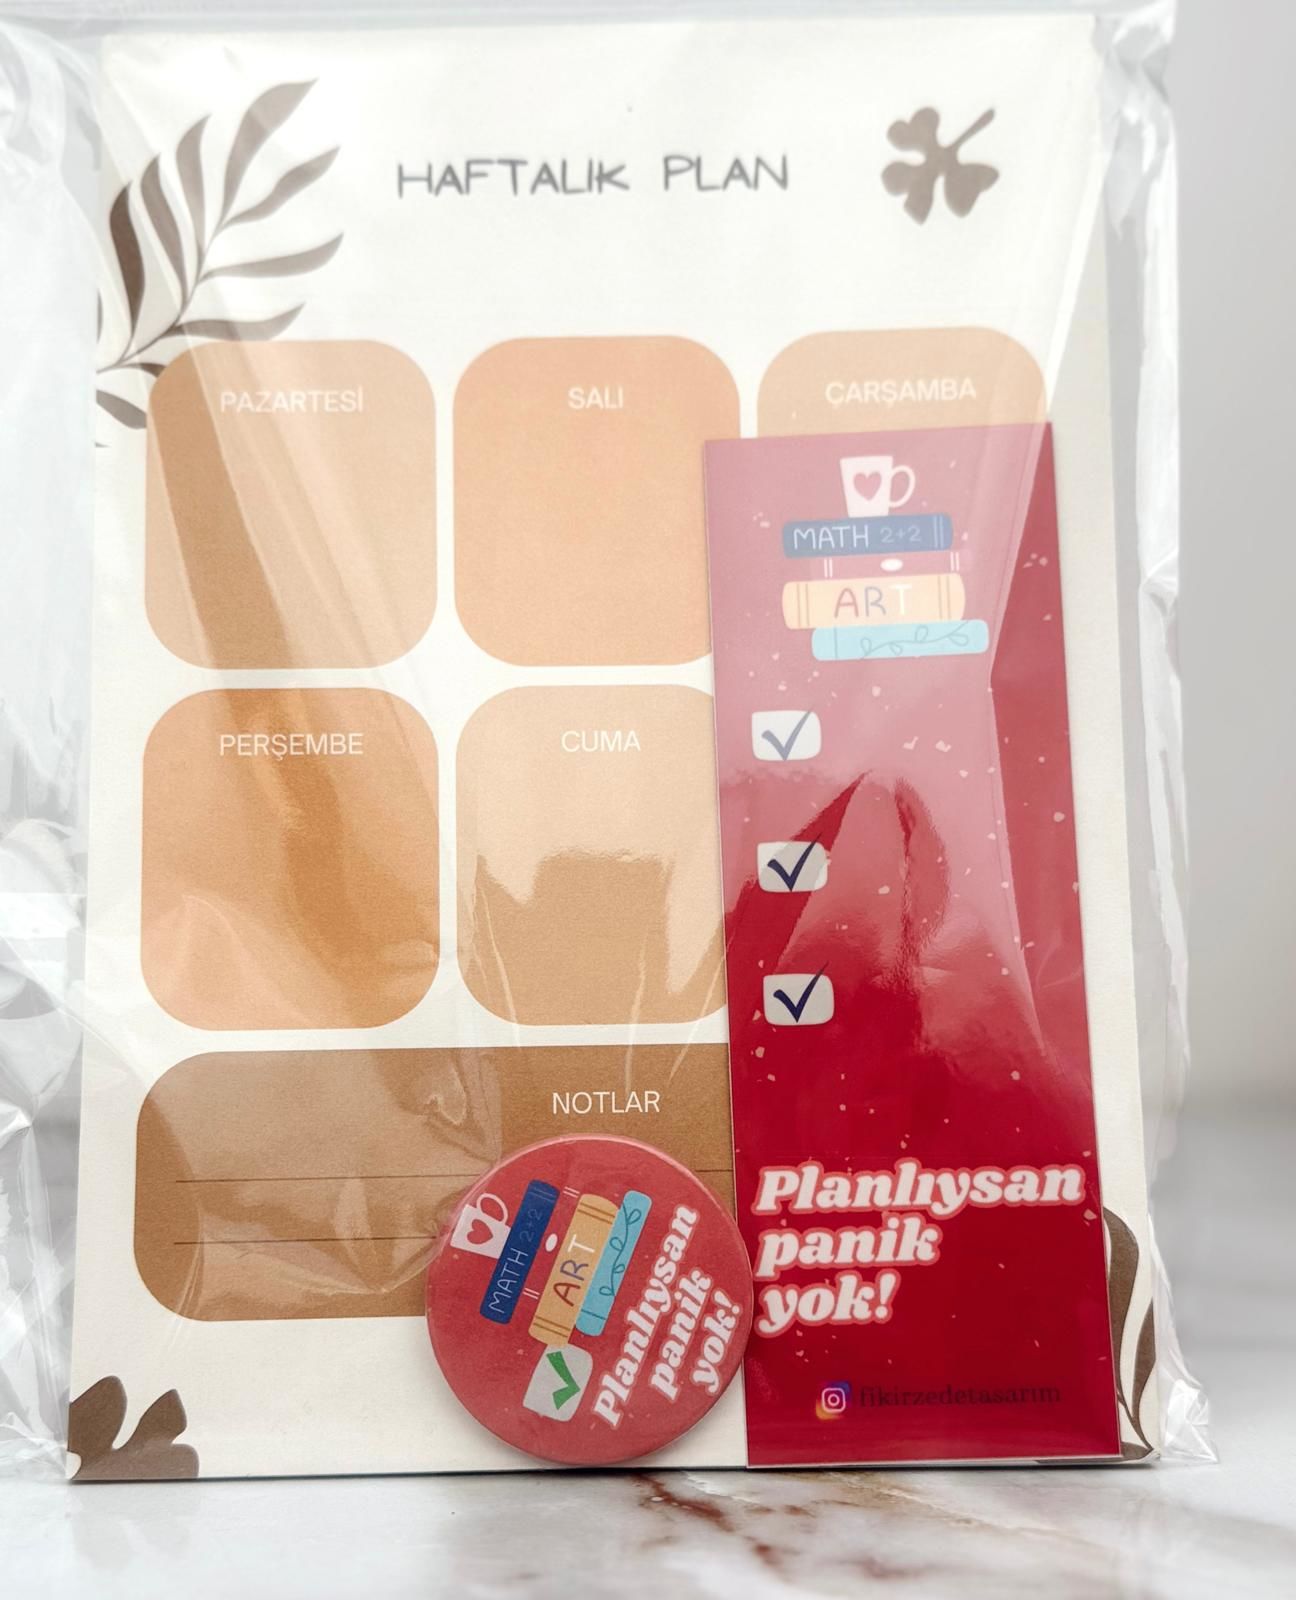 HAFTALIK PLAN
PAZARTESİ
SALI
ÇARŞAMBA
PERŞEMBE
CUMA
NOTLAR
MATH 2+2
ART
Planlıysan
panik
yok!
fikirzedetasarim
MATH 2+2
ART
Planlıysan
panik
yok!